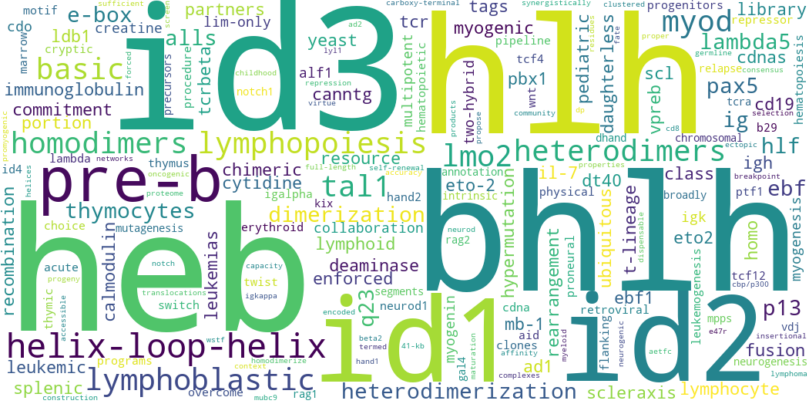 motif
sufficient
partners
carboxy-terminal
synergistically
clustered
progenitors
library
e-box
lim-only
tags
proper
residues
repressor
cdo
creatine
tcr
ad2
lyl1
myod
ldb1
alls
yeast
myogenic
pipeline
pediatric
lambda5
cryptic
id3
hlh
daughterless
basic
tcrbeta
procedure
precursors
childhood
notch1
alf1
repression
multipotent
hematopoietic
two-hybrid
tcf4
pbx1
wnt
scl
cdnas
relapse
germline
consensus
marrow
forced
immunoglobulin
canntg
virtue
products
propose
community
dp
fate
vpreb
pax5
tcra
cd19
selection
hematopoiesis
commitment
portion
ig
b29
promyogenic
homodimers
lymphopoiesis
lmo2
heterodimers
dhand
cd8
chromosomal
ectopic
hlf
lambda
networks
thymus
oncogenic
proteome
chimeric
resource
full-length
self-renewal
annotation
il-7
properties
class
igh
breakpoint
id4
helices
pre-b
cytidine
tal1
kix
hand2
eto-2
intrinsic
dt40
physical
broadly
ptf1
ebf
recombination
thymocytes
igalpha
dimerization
collaboration
hypermutation
neurod
rag2
ubiquitous
t-lineage
igk
homo
dispensable
myogenesis
choice
calmodulin
mutagenesis
leukemias
erythroid
lymphoid
bhlh
proneural
eto2
tcf12
cbp/p300
heb
acute
notch
capacity
deaminase
enforced
thymic
progeny
accessible
translocations
switch
igkappa
twist
q23
segments
neurod1
cdna
rearrangement
ebf1
retroviral
leukemogenesis
mpps
p13
vdj
insertional
id1
encoded
myogenin
mb-1
aid
clones
id2
flanking
e47r
helix-loop-helix
wstf
beta2
termed
41-kb
gal4
maturation
affinity
myeloid
neurogenic
aetfc
fusion
neurogenesis
leukemic
programs
context
homodimerize
hand1
complexes
ad1
lymphoma
splenic
lymphoblastic
overcome
heterodimerization
scleraxis
lymphocyte
construction
mubc9
rag1